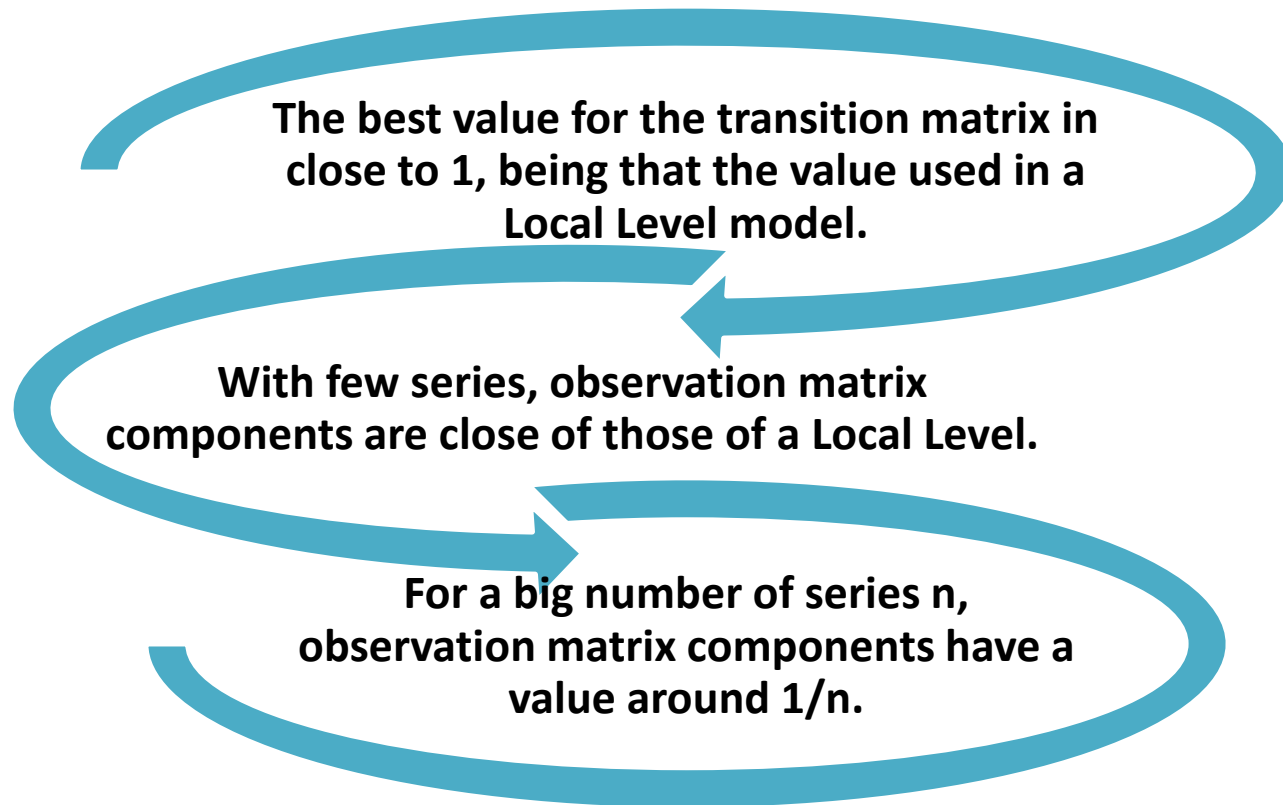 The best value for the transition matrix in
close to 1, being that the value used in a
Local Level model.
With few series, observation matrix
components are close of those of a Local Level.
For a big number of series n,
observation matrix components have a
value around 1/n.